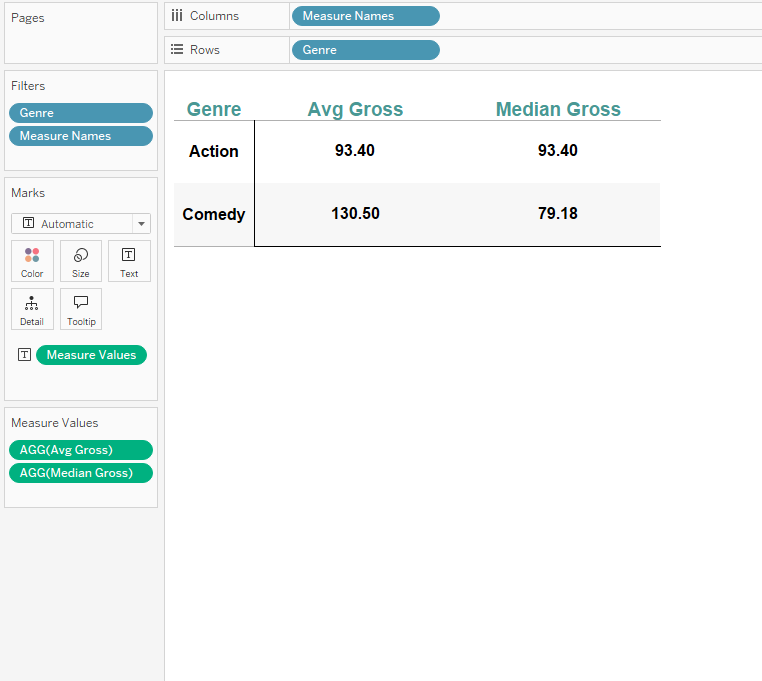 Pages
Columns
Measure Names
Rows
Genre
Filters
Genre
Measure Names
Marks
T Automatic
Color Size Text
Detail Tooltip
T Measure Values
Measure Values
AGG(Avg Gross)
AGG(Median Gross)
Genre Avg Gross Median Gross
Action 93.40 93.40
Comedy 130.50 79.18